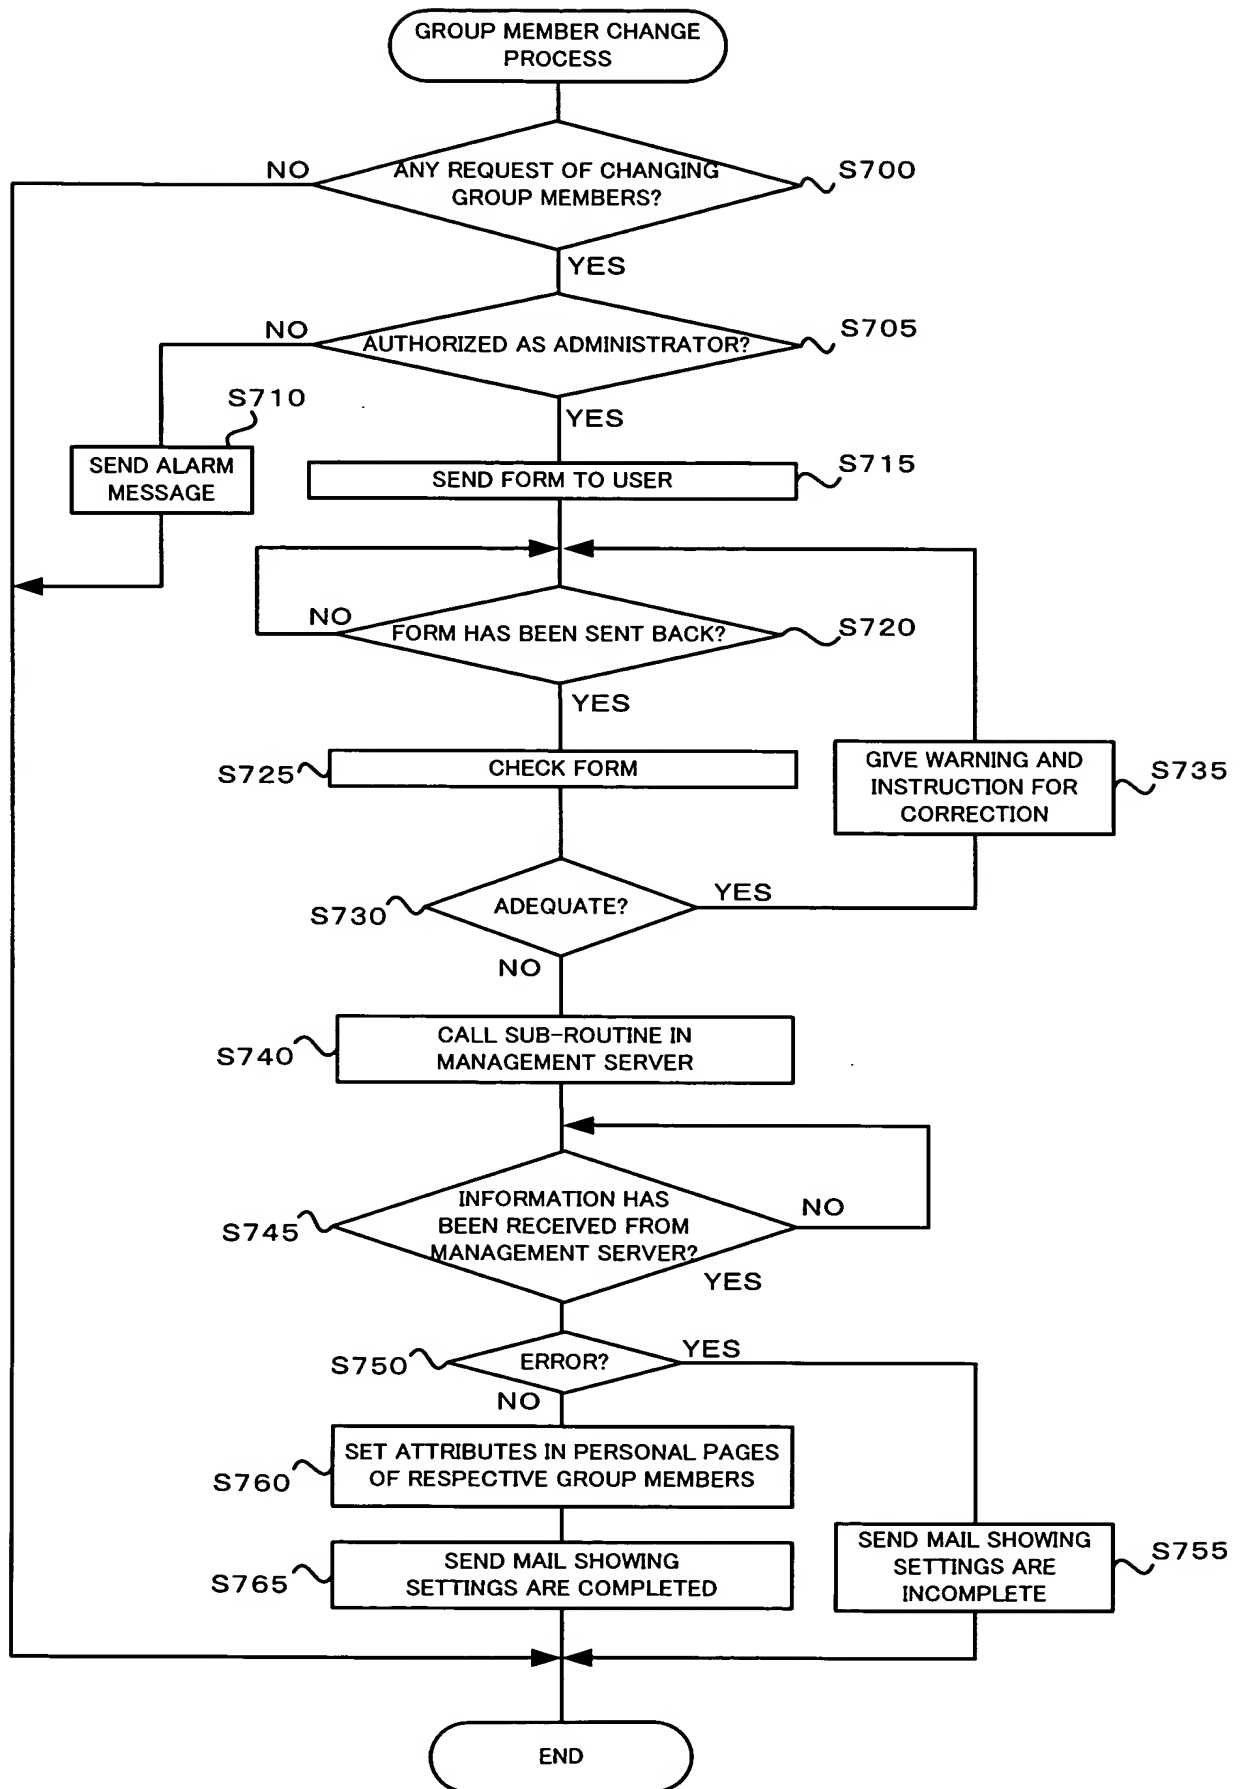 GROUP MEMBER CHANGE
PROCESS
NO
ANY REQUEST OF CHANGING
GROUP MEMBERS?
S700
YES
NO
AUTHORIZED AS ADMINISTRATOR?
S705
YES
S710
SEND ALARM
MESSAGE
SEND FORM TO USER
S715
NO
FORM HAS BEEN SENT BACK?
S720
YES
S725
CHECK FORM
GIVE WARNING AND
INSTRUCTION FOR
CORRECTION
S735
S730
ADEQUATE?
YES
NO
S740
CALL SUB-ROUTINE IN
MANAGEMENT SERVER
S745
INFORMATION HAS
BEEN RECEIVED FROM
MANAGEMENT SERVER?
NO
YES
S750
ERROR?
YES
NO
S760
SET ATTRIBUTES IN PERSONAL PAGES
OF RESPECTIVE GROUP MEMBERS
S765
SEND MAIL SHOWING
SETTINGS ARE COMPLETED
SEND MAIL SHOWING
SETTINGS ARE
INCOMPLETE
S755
END